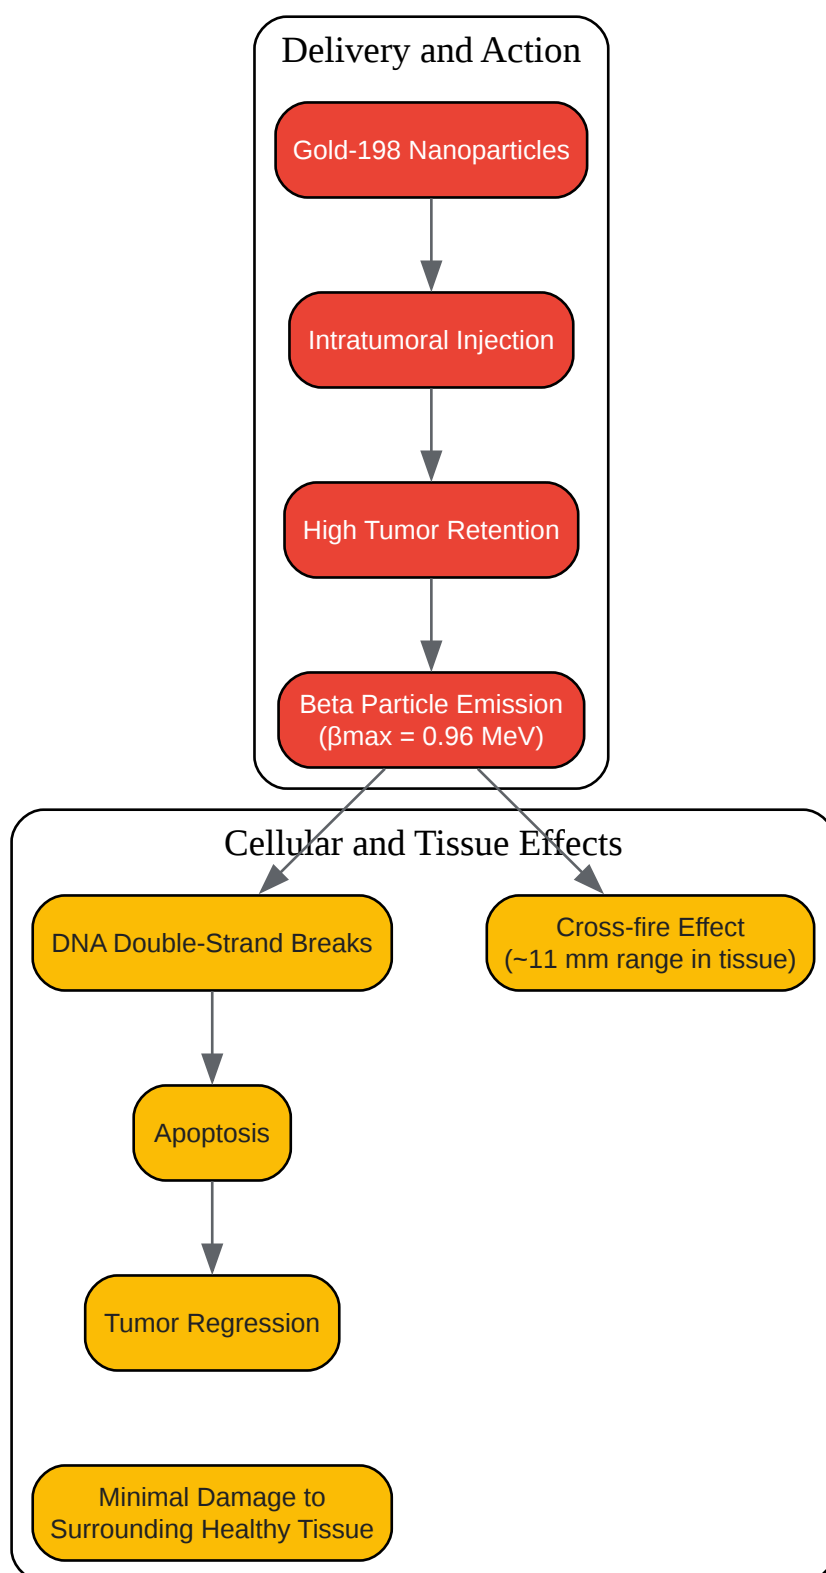 Delivery and Action
Gold-198 Nanoparticles
Intratumoral Injection
High Tumor Retention
Beta Particle Emission
(βmax = 0.96 MeV)
Cellular and Tissue Effects
DNA Double-Strand Breaks
Cross-fire Effect
(~11 mm range in tissue)
Apoptosis
Tumor Regression
Minimal Damage to
Surrounding Healthy Tissue